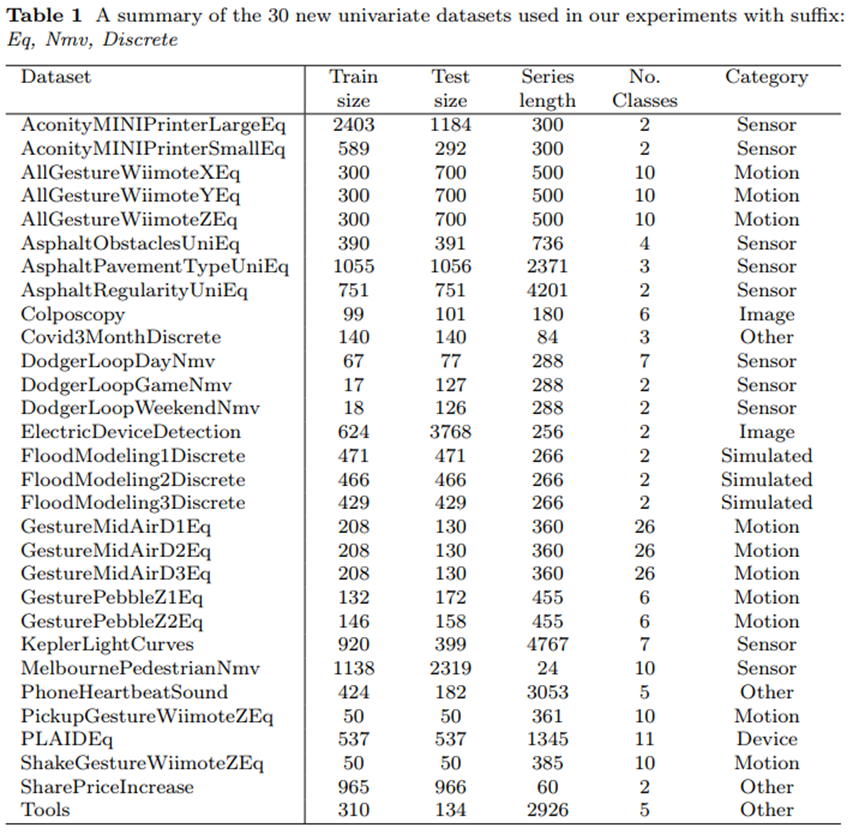 Table 1 A summary of the 30 new univariate datasets used in our experiments with suffix:
Eq, Nmv, Discrete
Dataset Train Test Series No. Category
size size length Classes
AconityMINIPrinterLargeEq 2403 1184 300 2 Sensor
AconityMINIPrinterSmallEq 589 292 300 2 Sensor
AllGestureWiimoteXEq 300 700 500 10 Motion
AllGestureWiimoteYEq 300 700 500 10 Motion
AllGestureWiimoteZEq 300 700 500 10 Motion
AsphaltObstaclesUniEq 390 391 736 4 Sensor
AsphaltPavementTypeUniEq 1055 1056 2371 3 Sensor
AsphaltRegularityUniEq 751 751 4201 2 Sensor
Colposcopy 99 101 180 6 Image
Covid3MonthDiscrete 140 140 84 3 Other
DodgerLoopDayNmv 67 77 288 7 Sensor
DodgerLoopGameNmv 17 127 288 2 Sensor
DodgerLoopWeekendNmv 18 126 288 2 Sensor
ElectricDeviceDetection 624 3768 256 2 Image
FloodModeling1Discrete 471 471 266 2 Simulated
FloodModeling2Discrete 466 466 266 2 Simulated
FloodModeling3Discrete 429 429 266 2 Simulated
GestureMidAirD1Eq 208 130 360 26 Motion
GestureMidAirD2Eq 208 130 360 26 Motion
GestureMidAirD3Eq 208 130 360 26 Motion
GesturePebbleZ1Eq 132 172 455 6 Motion
GesturePebbleZ2Eq 146 158 455 6 Motion
KeplerLightCurves 920 399 4767 7 Sensor
MelbournePedestrianNmv 1138 2319 24 10 Sensor
PhoneHeartbeatSound 424 182 3053 5 Other
PickupGestureWiimoteZEq 50 50 361 10 Motion
PLAIDEq 537 537 1345 11 Device
ShakeGestureWiimoteZEq 50 50 385 10 Motion
SharePriceIncrease 965 966 60 2 Other
Tools 310 134 2926 5 Other